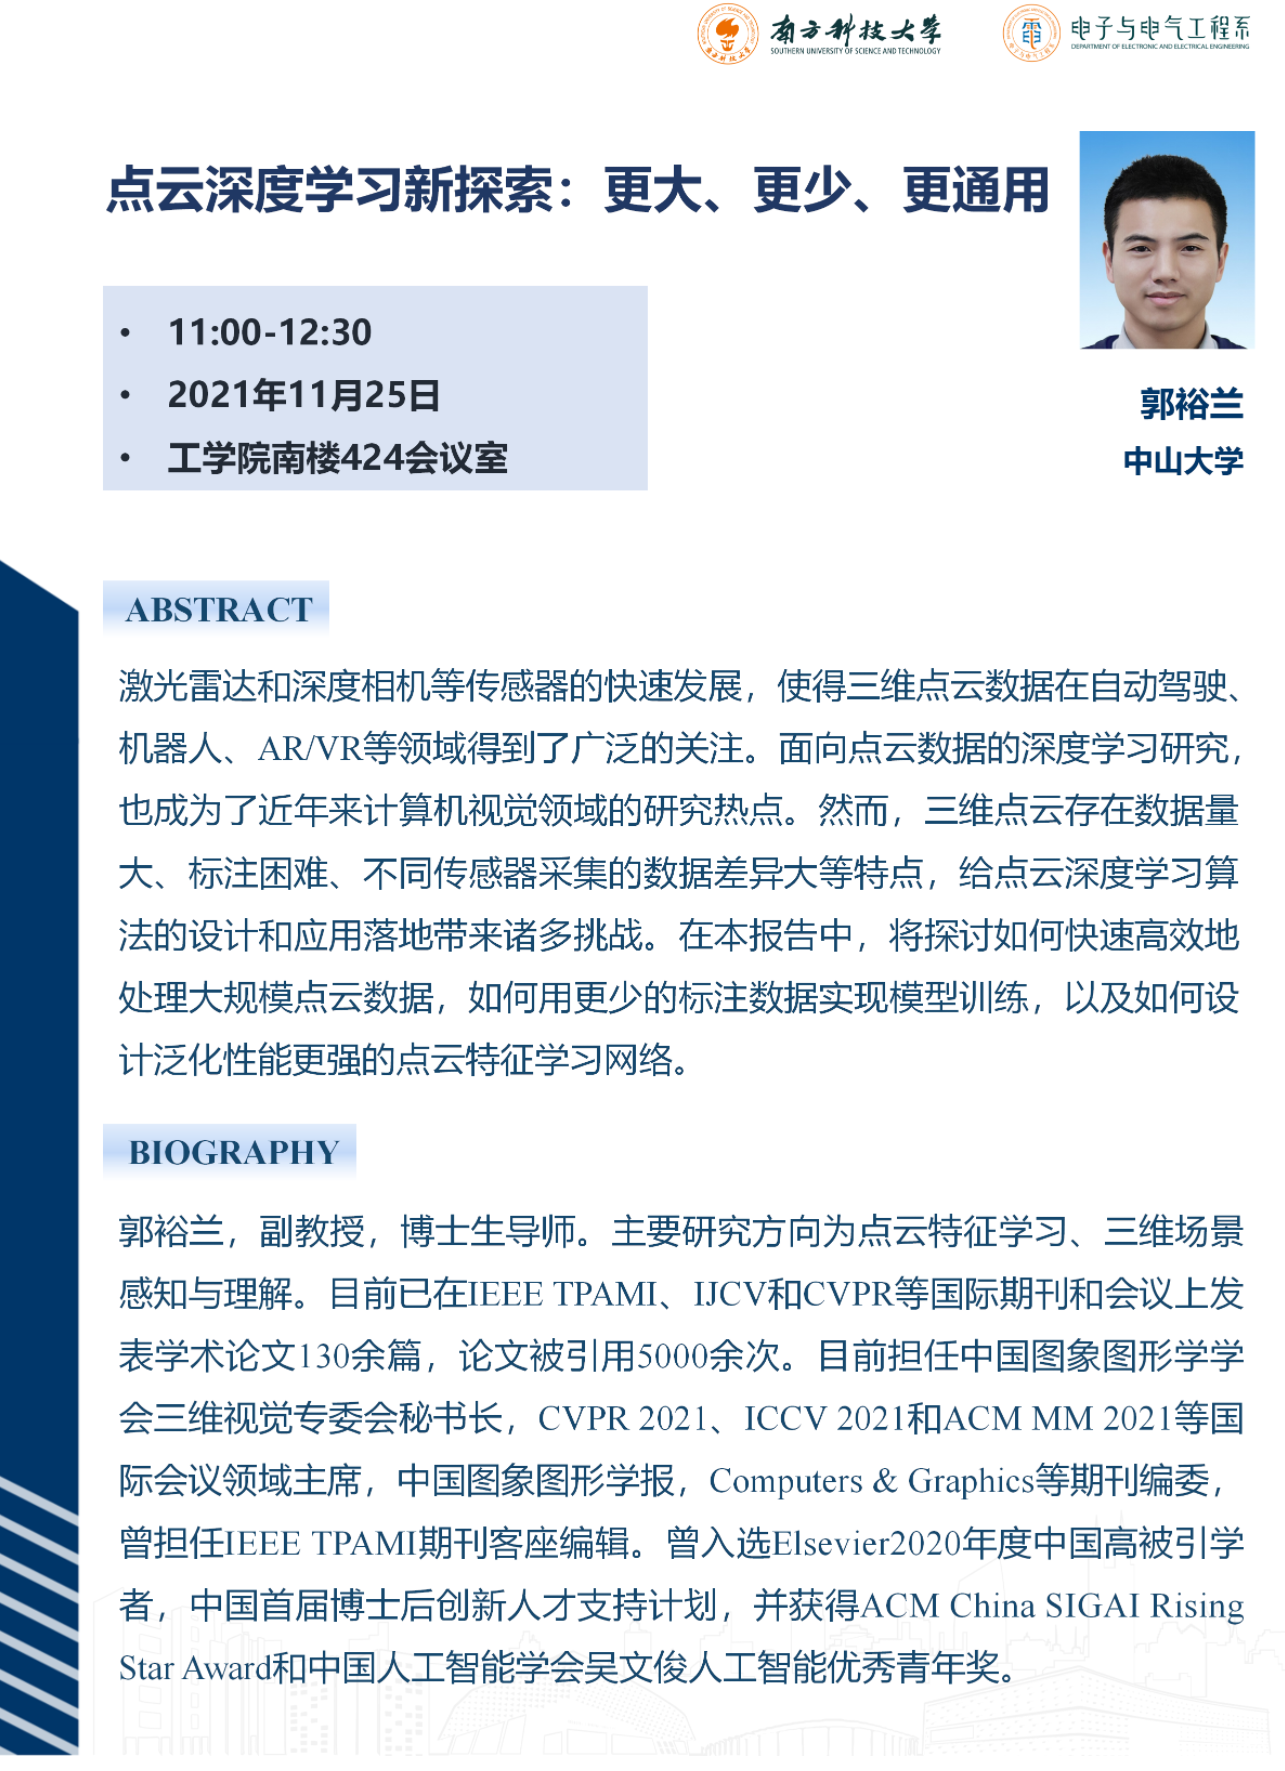 南方科技大学
SOUTHERN UNIVERSITY OF SCIENCE AND TECHNOLOGY
电子与电气工程系
DEPARTMENT OF ELECTRONIC AND ELECTRICAL ENGINEERING
点云深度学习新探索：更大、更少、更通用
• 11:00-12:30
• 2021年11月25日
• 工学院南楼424会议室
郭裕兰
中山大学
ABSTRACT
激光雷达和深度相机等传感器的快速发展，使得三维点云数据在自动驾驶、
机器人、AR/VR等领域得到了广泛的关注。面向点云数据的深度学习研究，
也成为了近年来计算机视觉领域的研究热点。然而，三维点云存在数据量
大、标注困难、不同传感器采集的数据差异大等特点，给点云深度学习算
法的设计和应用落地带来诸多挑战。在本报告中，将探讨如何快速高效地
处理大规模点云数据，如何用更少的标注数据实现模型训练，以及如何设
计泛化性能更强的点云特征学习网络。
BIOGRAPHY
郭裕兰，副教授，博士生导师。主要研究方向为点云特征学习、三维场景
感知与理解。目前已在IEEE TPAMI、IJCV和CVPR等国际期刊和会议上发
表学术论文130余篇，论文被引用5000余次。目前担任中国图象图形学学
会三维视觉专委会秘书长，CVPR 2021、ICCV 2021和ACM MM 2021等国
际会议领域主席，中国图象图形学报，Computers & Graphics等期刊编委，
曾担任IEEE TPAMI期刊客座编辑。曾入选Elsevier2020年度中国高被引学
者，中国首届博士后创新人才支持计划，并获得ACM China SIGAI Rising
Star Award和中国人工智能学会吴文俊人工智能优秀青年奖。